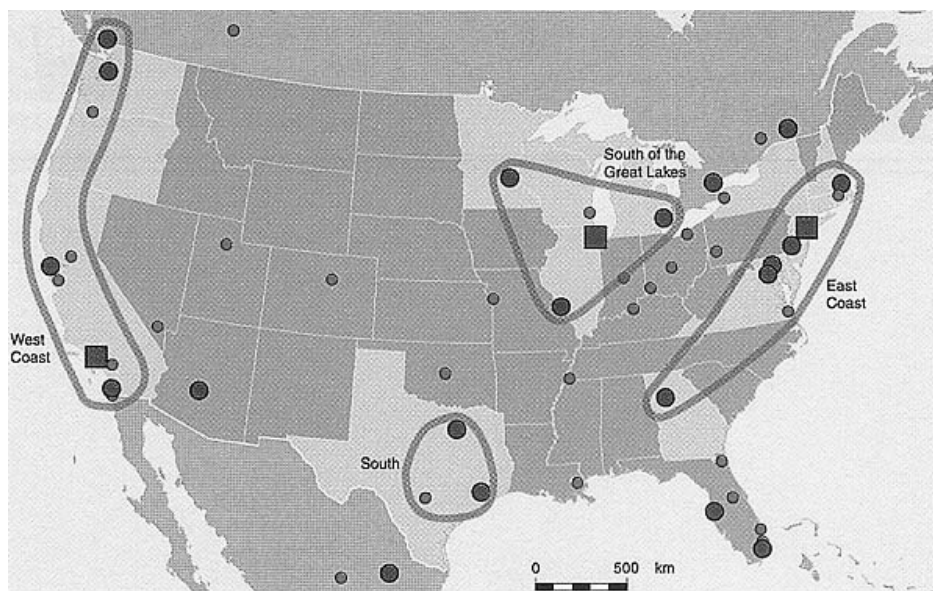 South of the
Great Lakes
East
Coast
West
Coast
South
0 500 km